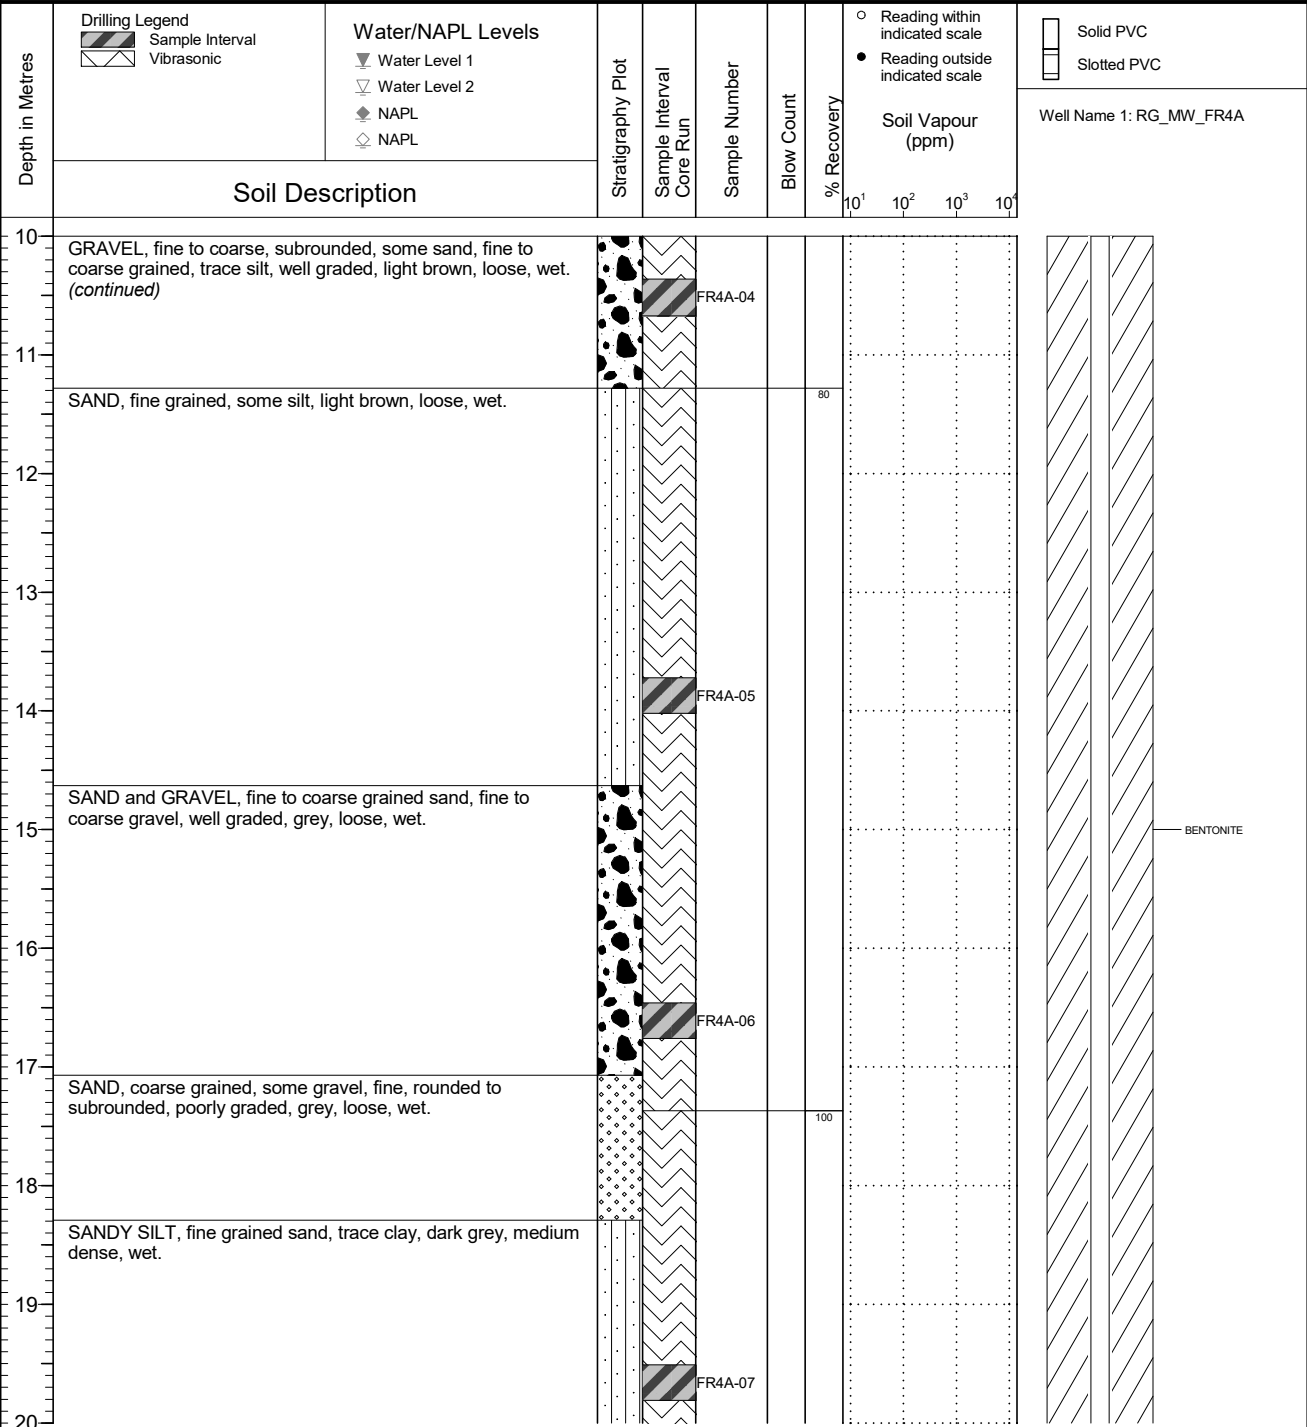 Depth in Metres
Drilling Legend
Sample Interval
Vibrasonic
Water/NAPL Levels
Water Level 1
Water Level 2
NAPL
NAPL
Soil Description
Stratigraphy Plot
Sample Interval
Core Run
Sample Number
Blow Count
% Recovery
Reading within
indicated scale
Reading outside
indicated scale
Soil Vapour
(ppm)
10¹ 10² 10³ 10⁴
Solid PVC
Slotted PVC
Well Name 1: RG_MW_FR4A
10
GRAVEL, fine to coarse, subrounded, some sand, fine to
coarse grained, trace silt, well graded, light brown, loose, wet.
(continued)
FR4A-04
11
SAND, fine grained, some silt, light brown, loose, wet.
80
12
13
FR4A-05
14
SAND and GRAVEL, fine to coarse grained sand, fine to
coarse gravel, well graded, grey, loose, wet.
15
BENTONITE
16
FR4A-06
17
SAND, coarse grained, some gravel, fine, rounded to
subrounded, poorly graded, grey, loose, wet.
100
18
SANDY SILT, fine grained sand, trace clay, dark grey, medium
dense, wet.
19
FR4A-07
20